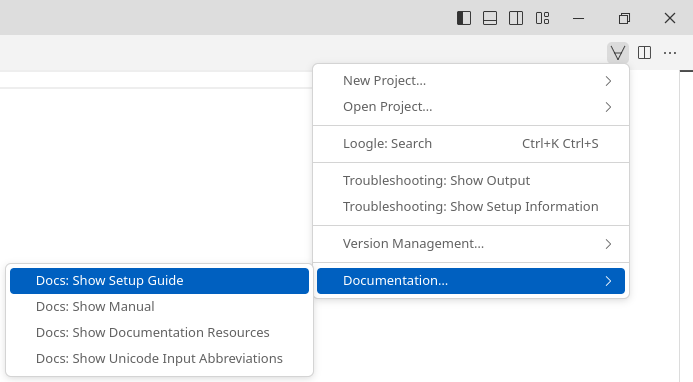 New Project...
Open Project...
Loogle: Search Ctrl+K Ctrl+S
Troubleshooting: Show Output
Troubleshooting: Show Setup Information
Version Management...
Documentation...
Docs: Show Setup Guide
Docs: Show Manual
Docs: Show Documentation Resources
Docs: Show Unicode Input Abbreviations